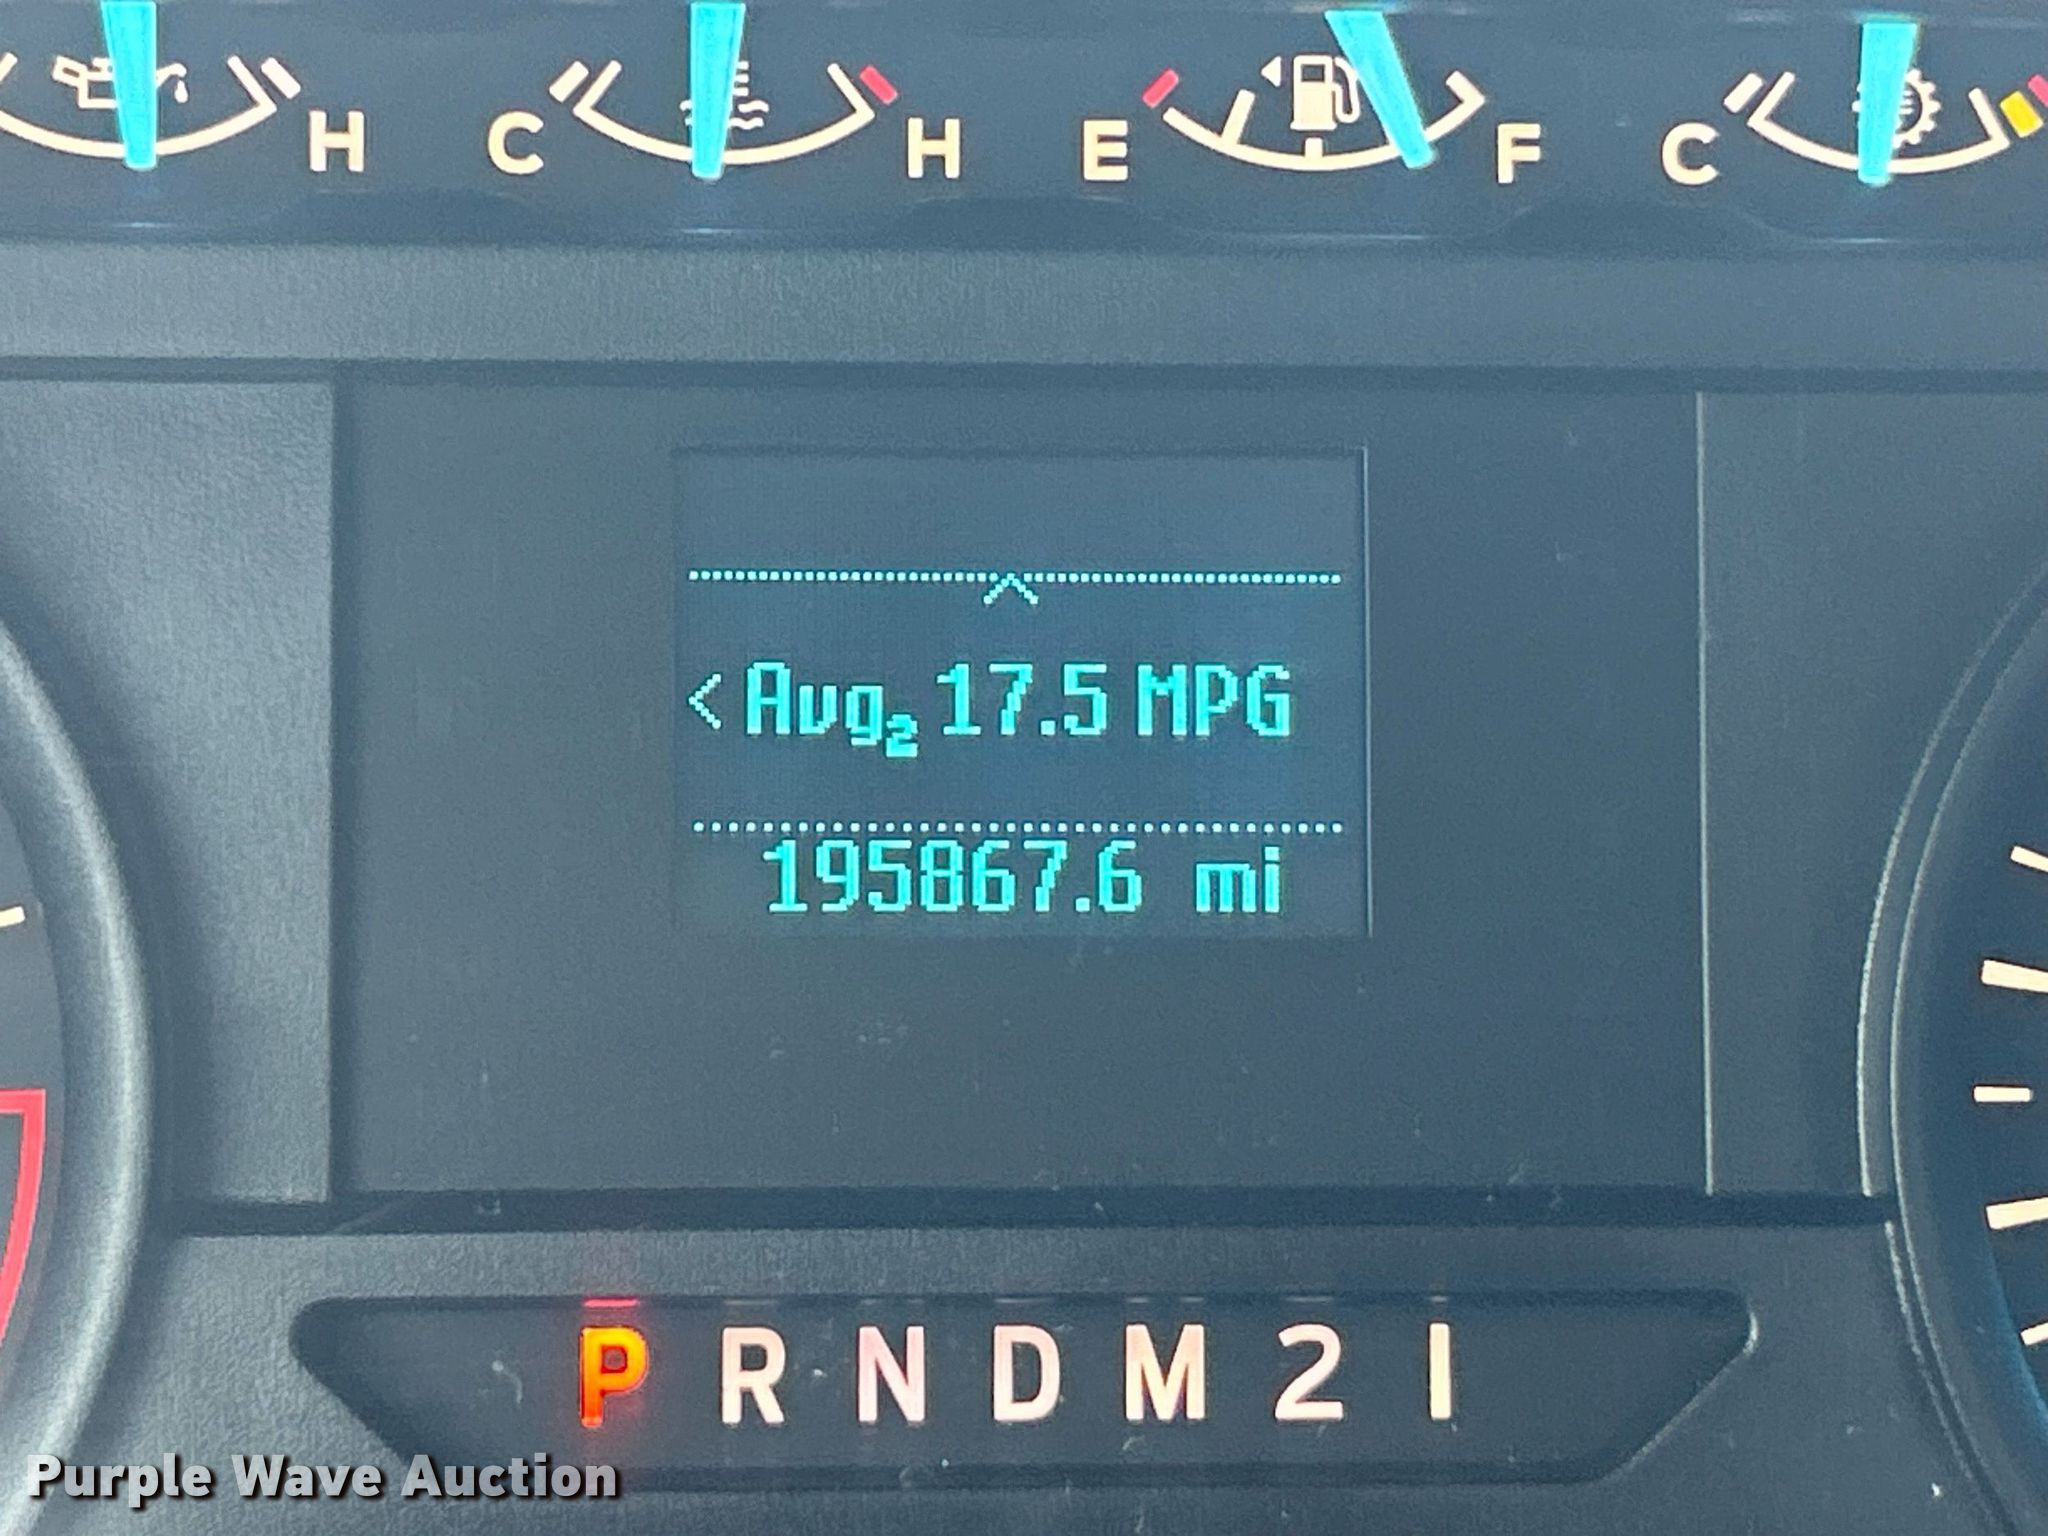 H C H E F C
< Avg2 17.5 MPG
195867.6 mi
P R N D M 2 1
Purple Wave Auction